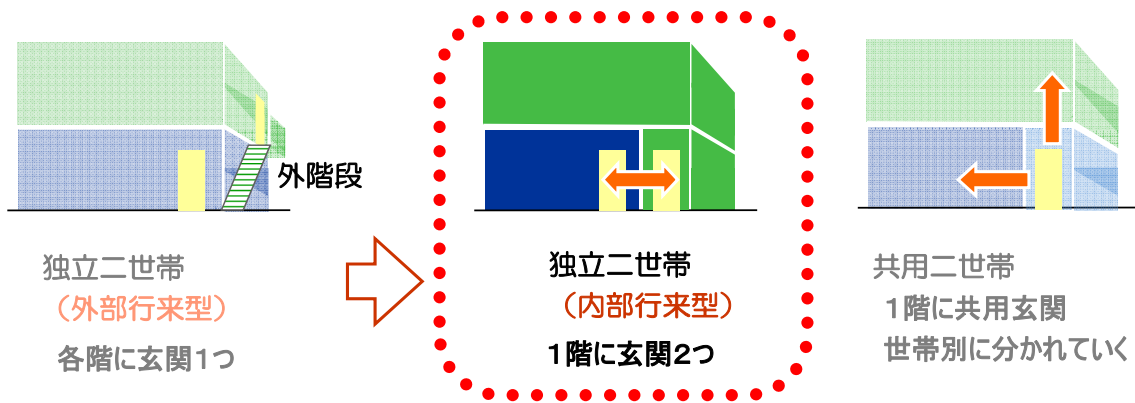 外階段
独立二世帯
（外部行来型）
各階に玄関１つ
独立二世帯
（内部行来型）
１階に玄関２つ
共用二世帯
１階に共用玄関
世帯別に分かれていく